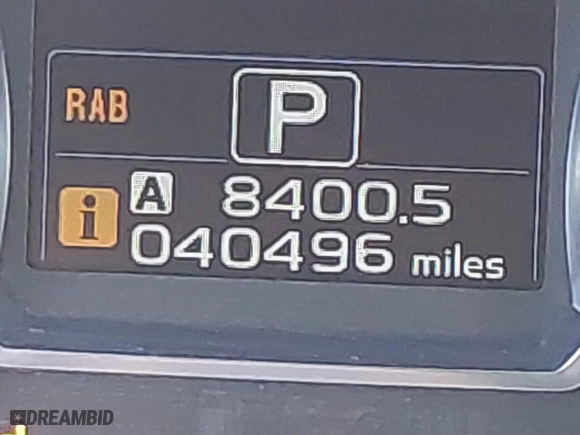 RAB
P
A 8400.5
i 040496 miles
DREAMBID